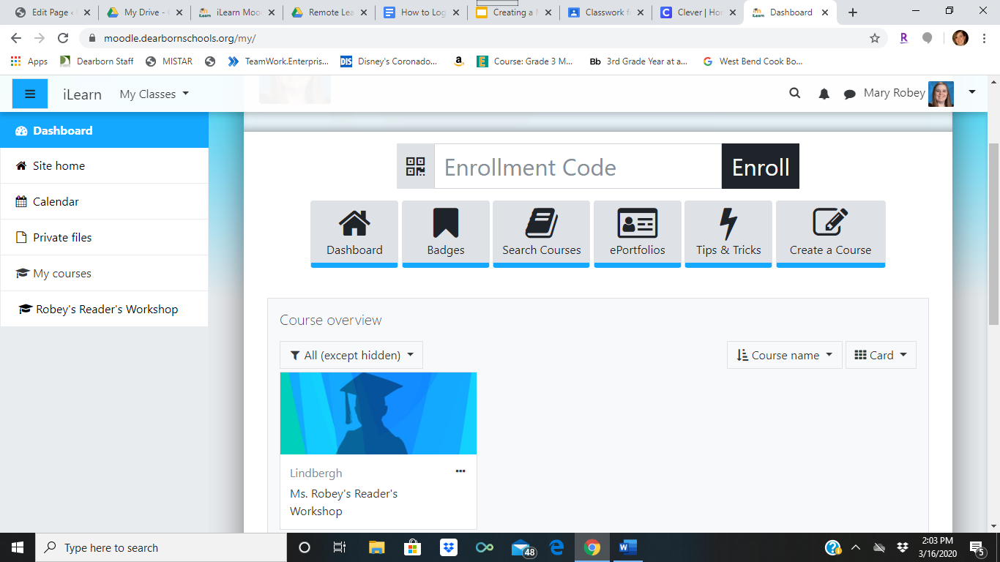 Edit Page ‹
My Drive -
iLearn Moo
Remote Lea
How to Log
Creating a
Classwork f
Clever | Ho
Dashboard
moodle.dearbornschools.org/my/
R
Apps
Dearborn Staff
MISTAR
TeamWork.Enterpris...
DIS
Disney's Coronado...
Course: Grade 3 M...
Bb
3rd Grade Year at a...
West Bend Cook Bo...
iLearn
My Classes
Mary Robey
Dashboard
Site home
Calendar
Private files
My courses
Robey's Reader's Workshop
Enrollment Code
Enroll
Dashboard
Badges
Search Courses
ePortfolios
Tips & Tricks
Create a Course
Course overview
All (except hidden)
Course name
Card
Lindbergh
Ms. Robey's Reader's
Workshop
Type here to search
48
2:03 PM
3/16/2020
5